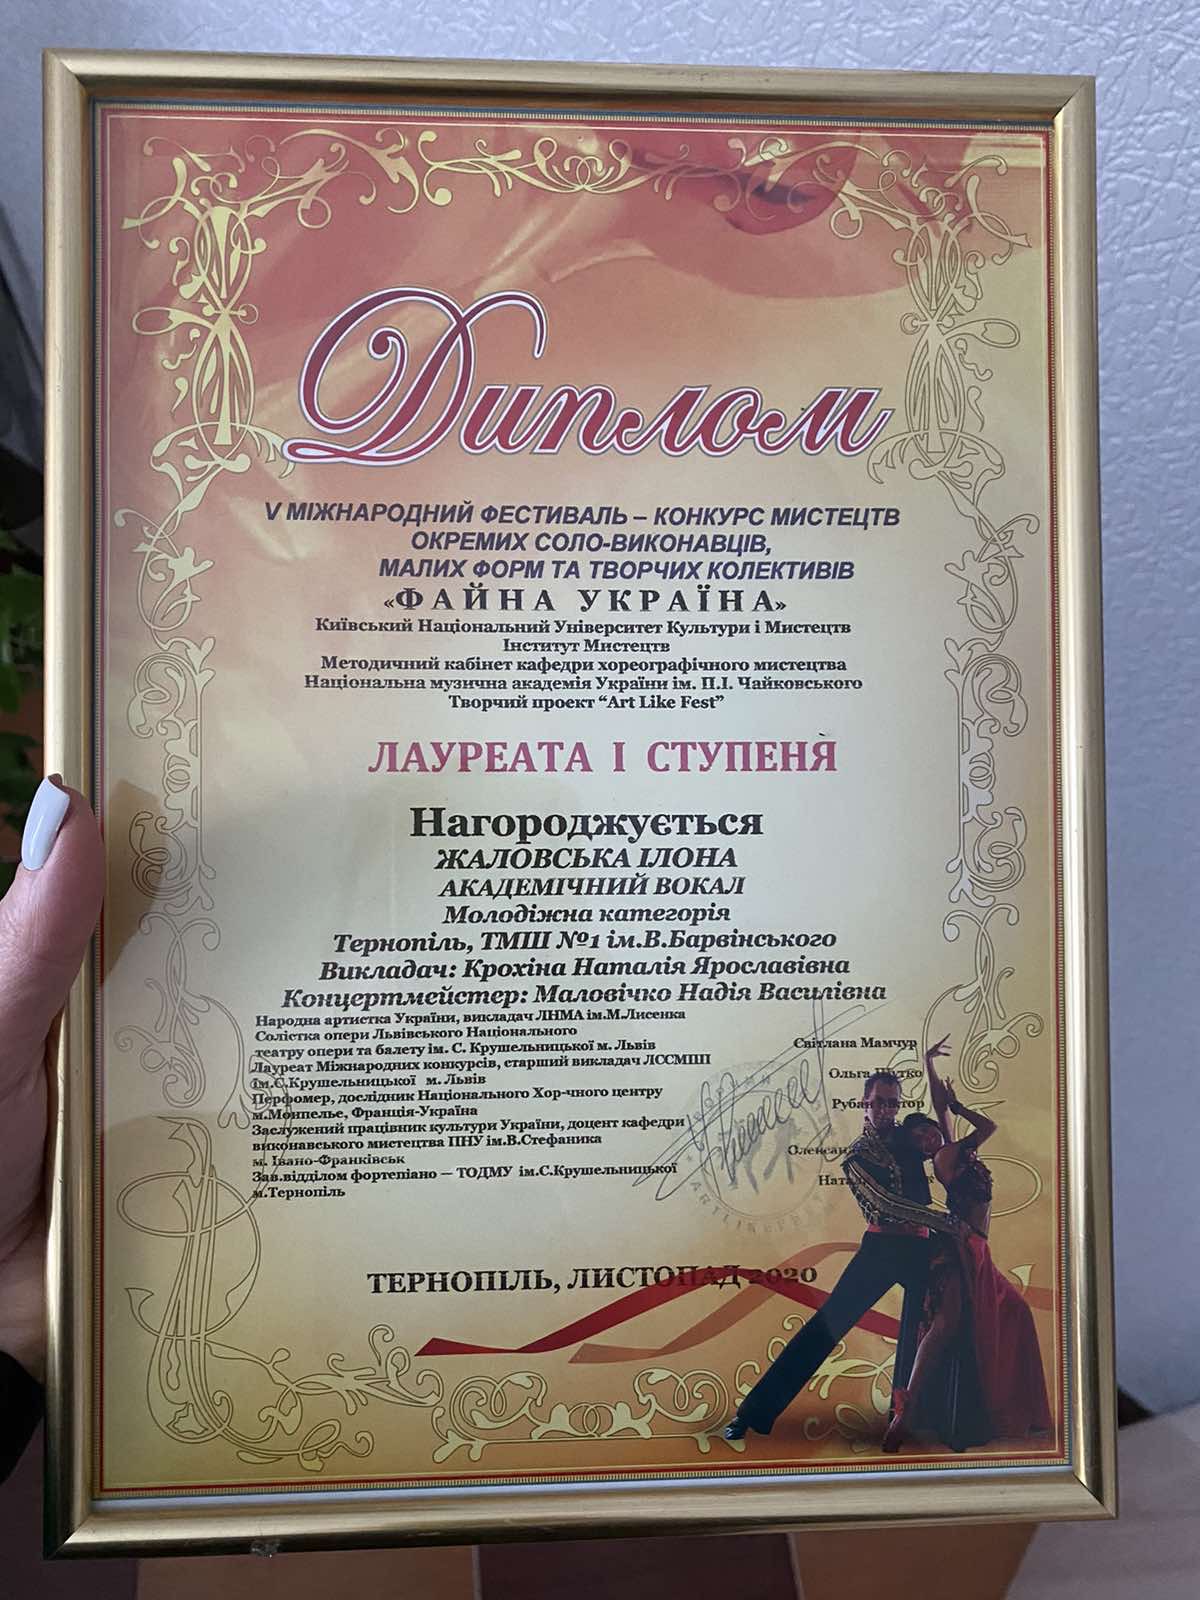 Диплом
V МІЖНАРОДНИЙ ФЕСТИВАЛЬ – КОНКУРС МИСТЕЦТВ
ОКРЕМИХ СОЛО-ВИКОНАВЦІВ,
МАЛИХ ФОРМ ТА ТВОРЧИХ КОЛЕКТИВІВ
«ФАЙНА УКРАЇНА»
Київський Національний Університет Культури і Мистецтв
Інститут Мистецтв
Методичний кабінет кафедри хореографічного мистецтва
Національна музична академія України ім. П.І. Чайковського
Творчий проект “Art Like Fest”
ЛАУРЕАТА І СТУПЕНЯ
Нагороджується
ЖАЛОВСЬКА ІЛОНА
АКАДЕМІЧНИЙ ВОКАЛ
Молодіжна категорія
Тернопіль, ТМШ №1 ім.В.Барвінського
Викладач: Крохіна Наталія Ярославівна
Концертмейстер: Маловічко Надія Василівна
Народна артистка України, викладач ЛНМА ім.М.Лисенка
Солістка опери Львівського Національного
театру опери та балету ім. С. Крушельницької м. Львів Світлана Мамчур
Лауреат Міжнародних конкурсів, старший викладач ЛССМШ
ім.С.Крушельницької м. Львів Ольга
Перфомер, дослідник Національного Хор-чного центру
м.Монпелье, Франція-Україна
Заслужений працівник культури України, доцент кафедри
виконавського мистецтва ПНУ ім.В.Стефаника
м. Івано-Франківськ
Зав.відділом фортепіано — ТОДМУ ім.С.Крушельницької
м.Тернопіль
ТЕРНОПІЛЬ, ЛИСТОПАД 2020